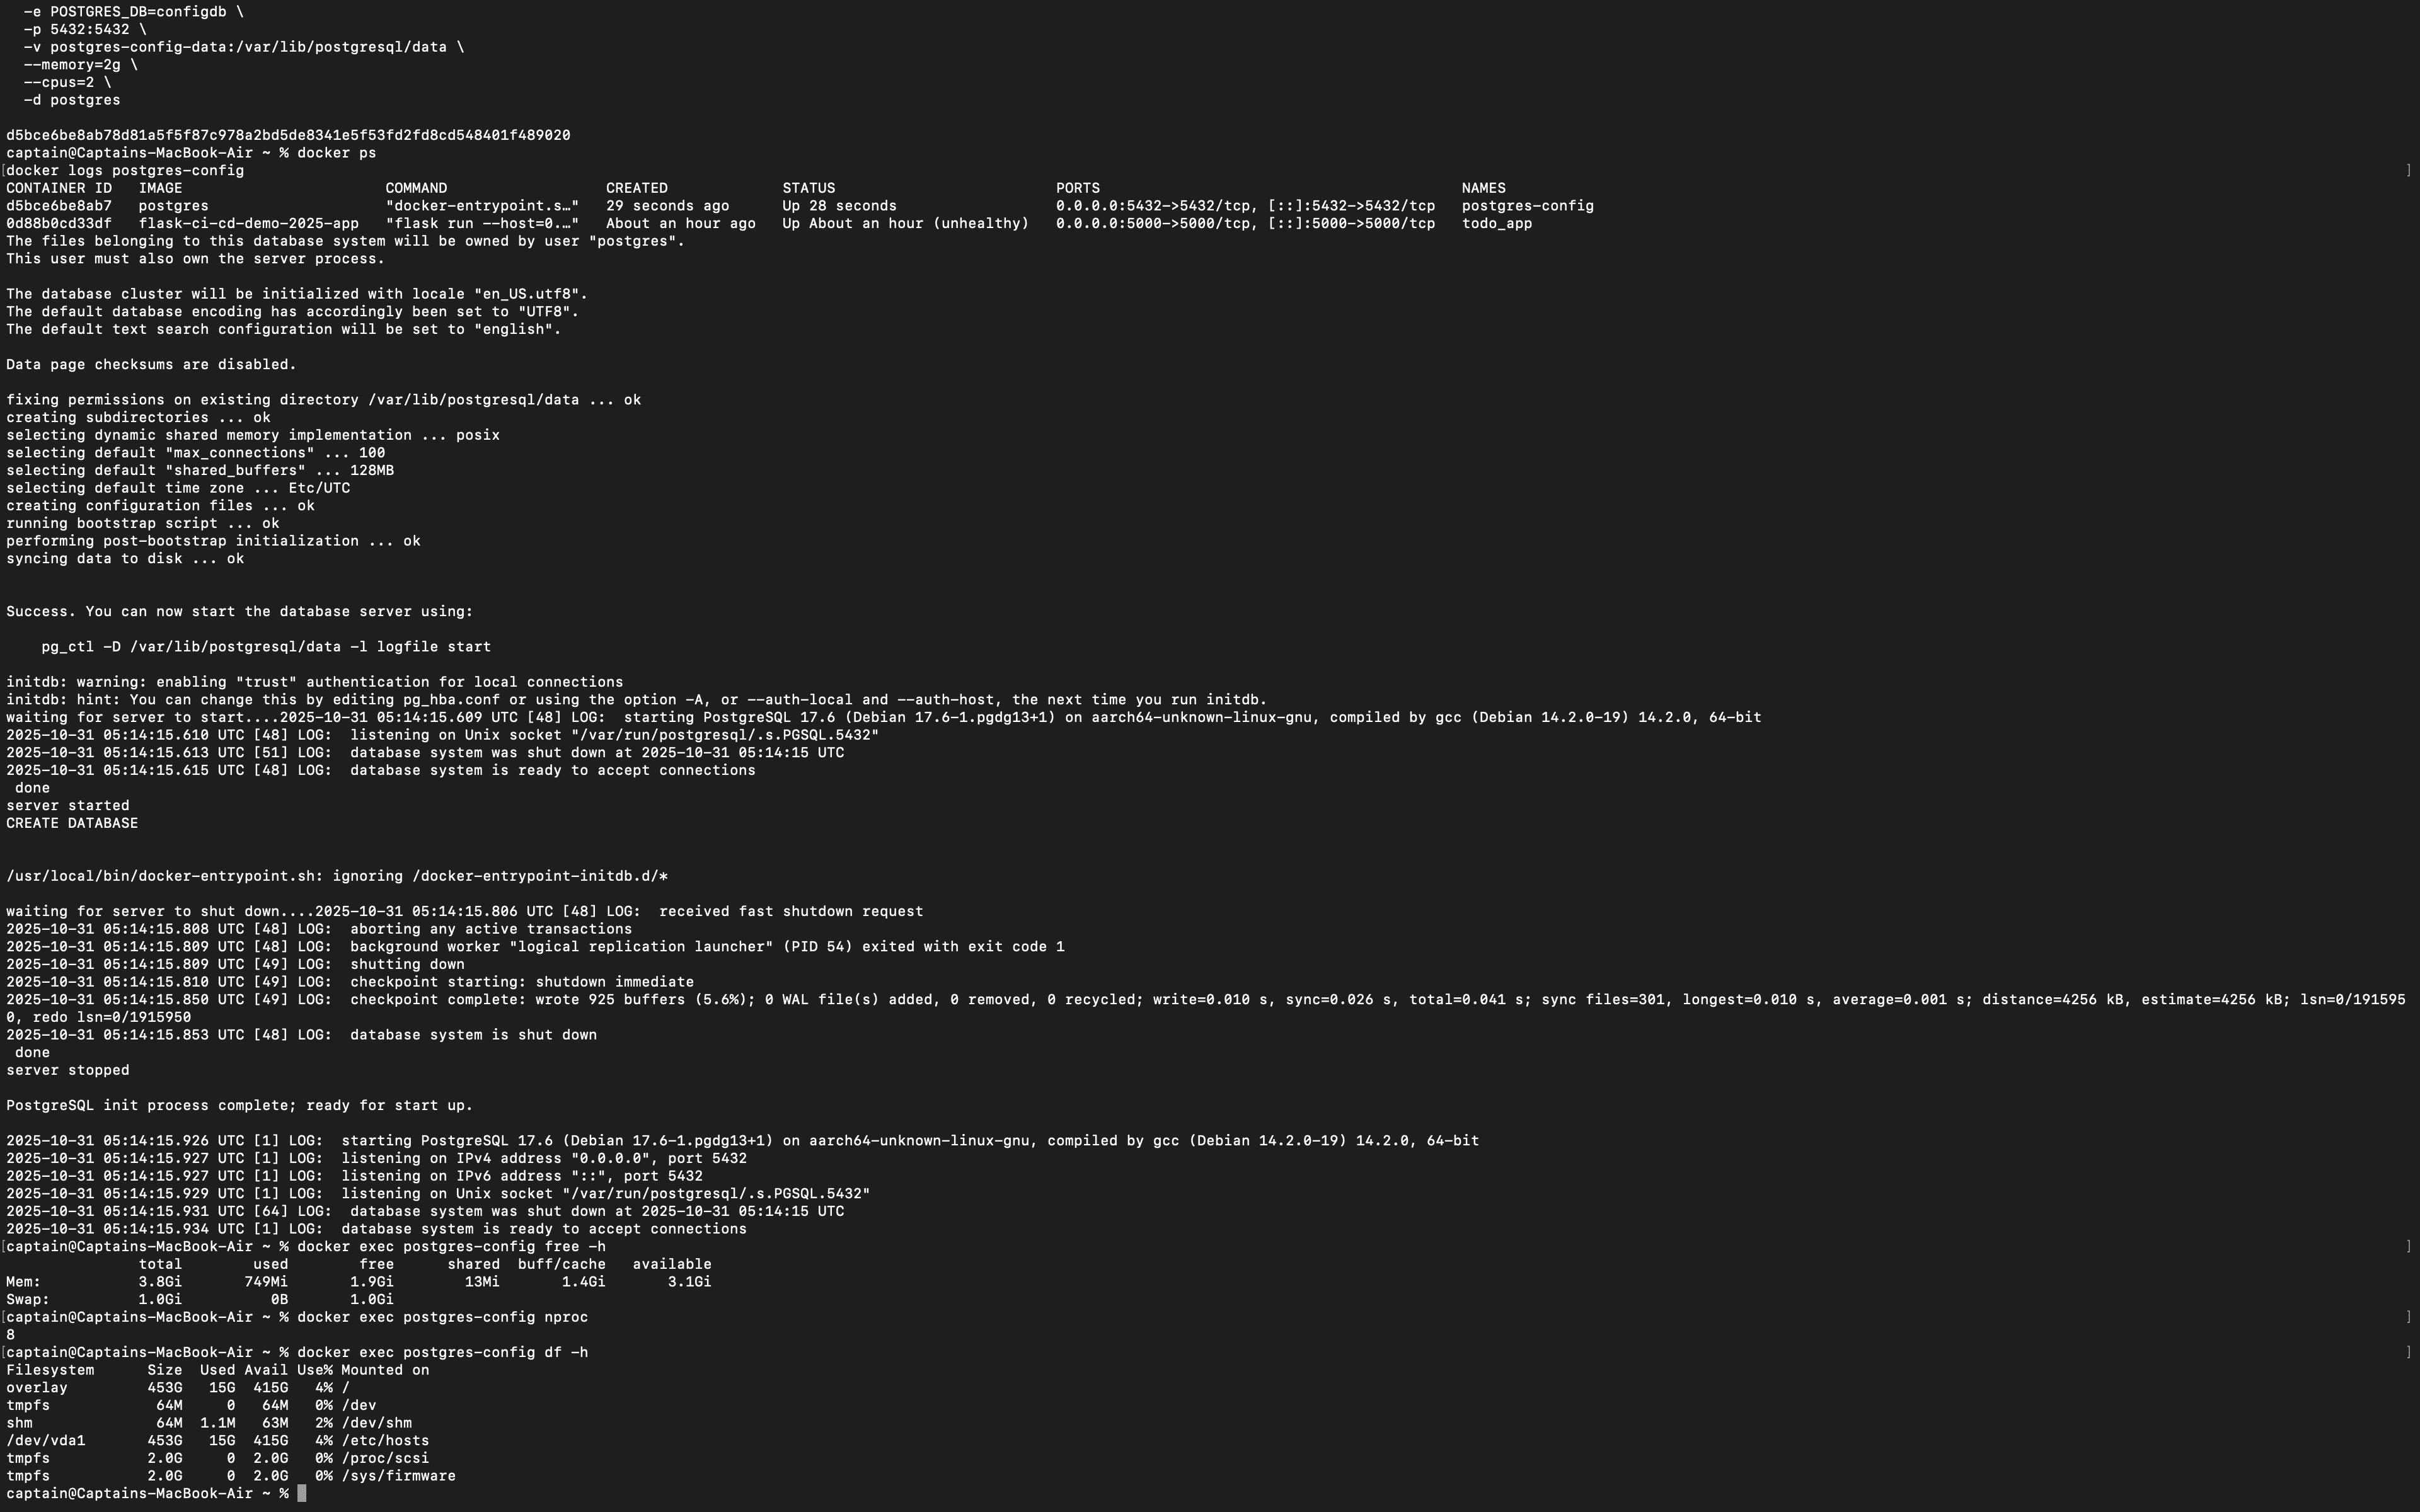 -e POSTGRES_DB=configdb \
  -p 5432:5432 \
  -v postgres-config-data:/var/lib/postgresql/data \
  --memory=2g \
  --cpus=2 \
  -d postgres

d5bce6be8ab78d81a5f5f87c978a2bd5de8341e5f53fd2fd8cd548401f489020
captain@Captains-MacBook-Air ~ % docker ps
[docker logs postgres-config ]
CONTAINER ID   IMAGE                       COMMAND                  CREATED             STATUS                         PORTS                                         NAMES
d5bce6be8ab7   postgres                    "docker-entrypoint.s…"   29 seconds ago      Up 28 seconds                  0.0.0.0:5432->5432/tcp, [::]:5432->5432/tcp   postgres-config
0d88b0cd33df   flask-ci-cd-demo-2025-app   "flask run --host=0.…"   About an hour ago   Up About an hour (unhealthy)   0.0.0.0:5000->5000/tcp, [::]:5000->5000/tcp   todo_app
The files belonging to this database system will be owned by user "postgres".
This user must also own the server process.

The database cluster will be initialized with locale "en_US.utf8".
The default database encoding has accordingly been set to "UTF8".
The default text search configuration will be set to "english".

Data page checksums are disabled.

fixing permissions on existing directory /var/lib/postgresql/data ... ok
creating subdirectories ... ok
selecting dynamic shared memory implementation ... posix
selecting default "max_connections" ... 100
selecting default "shared_buffers" ... 128MB
selecting default time zone ... Etc/UTC
creating configuration files ... ok
running bootstrap script ... ok
performing post-bootstrap initialization ... ok
syncing data to disk ... ok


Success. You can now start the database server using:

    pg_ctl -D /var/lib/postgresql/data -l logfile start

initdb: warning: enabling "trust" authentication for local connections
initdb: hint: You can change this by editing pg_hba.conf or using the option -A, or --auth-local and --auth-host, the next time you run initdb.
waiting for server to start....2025-10-31 05:14:15.609 UTC [48] LOG:  starting PostgreSQL 17.6 (Debian 17.6-1.pgdg13+1) on aarch64-unknown-linux-gnu, compiled by gcc (Debian 14.2.0-19) 14.2.0, 64-bit
2025-10-31 05:14:15.610 UTC [48] LOG:  listening on Unix socket "/var/run/postgresql/.s.PGSQL.5432"
2025-10-31 05:14:15.613 UTC [51] LOG:  database system was shut down at 2025-10-31 05:14:15 UTC
2025-10-31 05:14:15.615 UTC [48] LOG:  database system is ready to accept connections
 done
server started
CREATE DATABASE


/usr/local/bin/docker-entrypoint.sh: ignoring /docker-entrypoint-initdb.d/*

waiting for server to shut down....2025-10-31 05:14:15.806 UTC [48] LOG:  received fast shutdown request
2025-10-31 05:14:15.808 UTC [48] LOG:  aborting any active transactions
2025-10-31 05:14:15.809 UTC [48] LOG:  background worker "logical replication launcher" (PID 54) exited with exit code 1
2025-10-31 05:14:15.809 UTC [49] LOG:  shutting down
2025-10-31 05:14:15.810 UTC [49] LOG:  checkpoint starting: shutdown immediate
2025-10-31 05:14:15.850 UTC [49] LOG:  checkpoint complete: wrote 925 buffers (5.6%); 0 WAL file(s) added, 0 removed, 0 recycled; write=0.010 s, sync=0.026 s, total=0.041 s; sync files=301, longest=0.010 s, average=0.001 s; distance=4256 kB, estimate=4256 kB; lsn=0/191595
0, redo lsn=0/1915950
2025-10-31 05:14:15.853 UTC [48] LOG:  database system is shut down
 done
server stopped

PostgreSQL init process complete; ready for start up.

2025-10-31 05:14:15.926 UTC [1] LOG:  starting PostgreSQL 17.6 (Debian 17.6-1.pgdg13+1) on aarch64-unknown-linux-gnu, compiled by gcc (Debian 14.2.0-19) 14.2.0, 64-bit
2025-10-31 05:14:15.927 UTC [1] LOG:  listening on IPv4 address "0.0.0.0", port 5432
2025-10-31 05:14:15.927 UTC [1] LOG:  listening on IPv6 address "::", port 5432
2025-10-31 05:14:15.929 UTC [1] LOG:  listening on Unix socket "/var/run/postgresql/.s.PGSQL.5432"
2025-10-31 05:14:15.931 UTC [64] LOG:  database system was shut down at 2025-10-31 05:14:15 UTC
2025-10-31 05:14:15.934 UTC [1] LOG:  database system is ready to accept connections
[captain@Captains-MacBook-Air ~ % docker exec postgres-config free -h ]
               total        used        free      shared  buff/cache   available
Mem:           3.8Gi       749Mi       1.9Gi        13Mi       1.4Gi       3.1Gi
Swap:          1.0Gi          0B       1.0Gi
[captain@Captains-MacBook-Air ~ % docker exec postgres-config nproc ]
8
[captain@Captains-MacBook-Air ~ % docker exec postgres-config df -h ]
Filesystem      Size  Used Avail Use% Mounted on
overlay         453G   15G  415G   4% /
tmpfs            64M     0   64M   0% /dev
shm              64M  1.1M   63M   2% /dev/shm
/dev/vda1       453G   15G  415G   4% /etc/hosts
tmpfs           2.0G     0  2.0G   0% /proc/scsi
tmpfs           2.0G     0  2.0G   0% /sys/firmware
captain@Captains-MacBook-Air ~ %